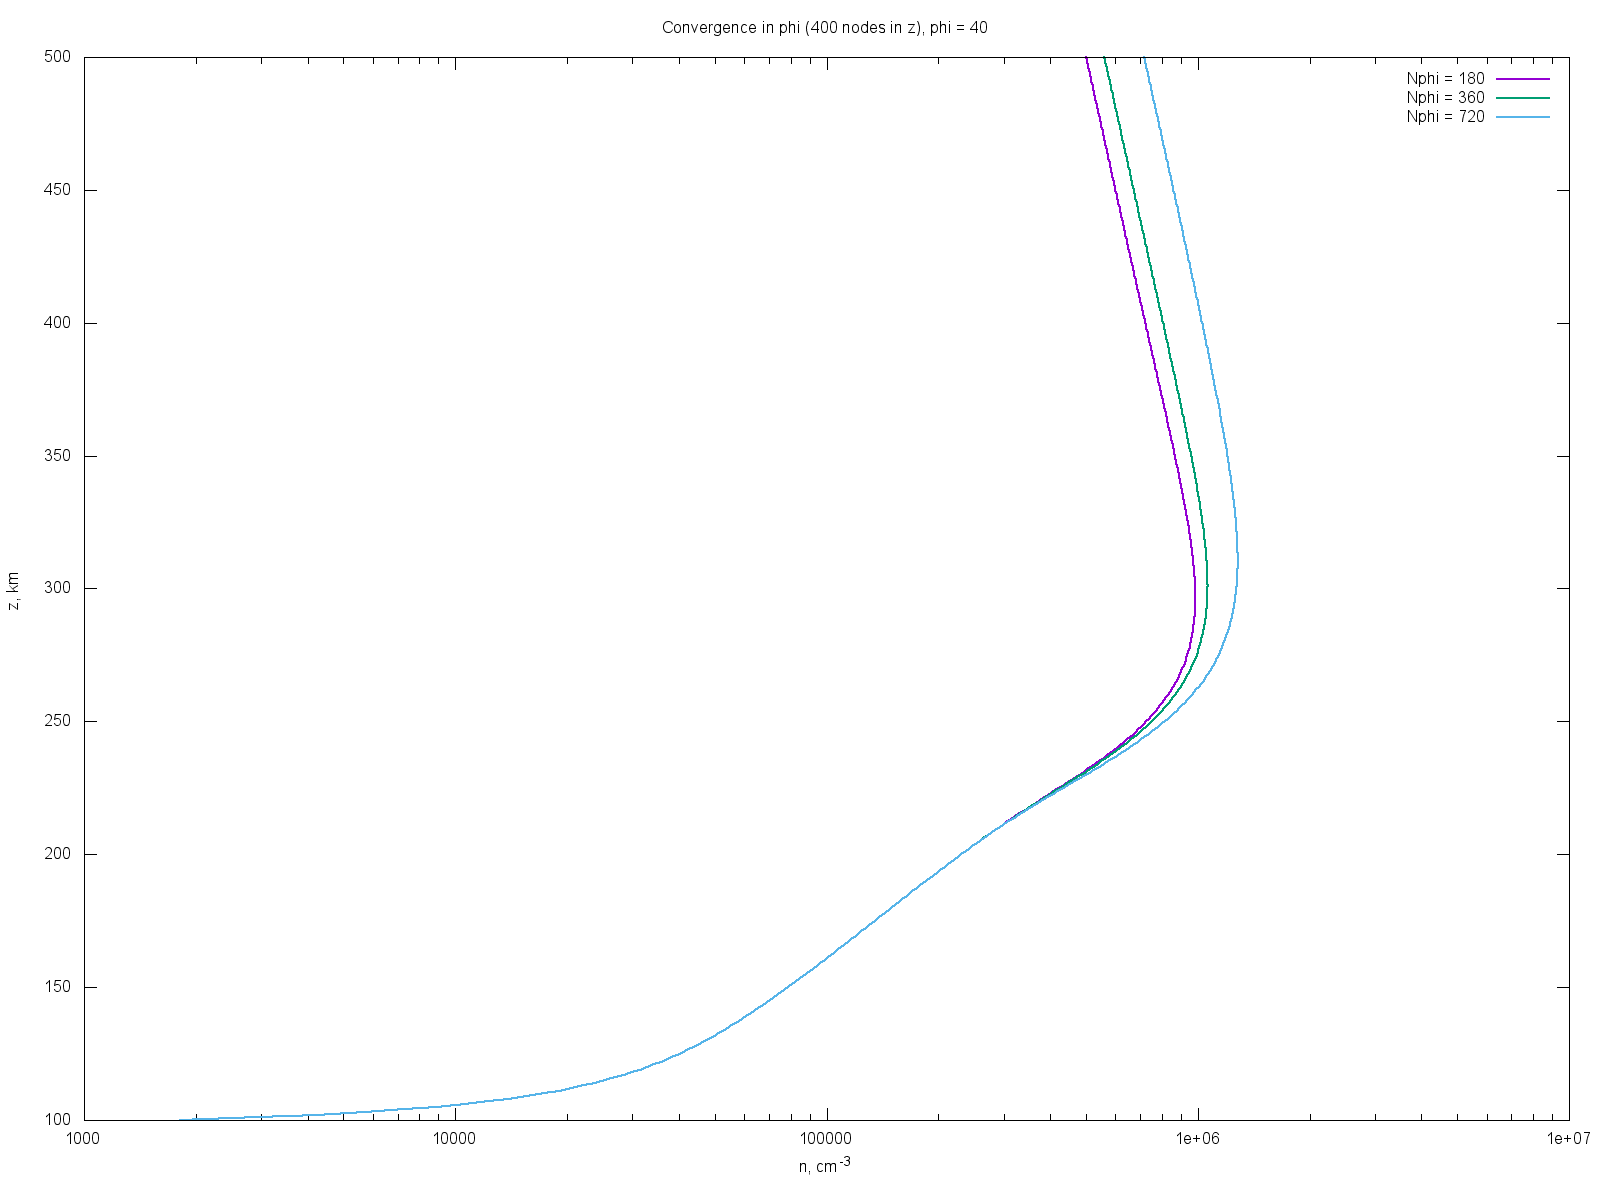 Convergence in phi (400 nodes in z), phi = 40
500
450
400
350
300
250
200
150
100
z, km
Nphi = 180
Nphi = 360
Nphi = 720
1000
10000
100000
1e+06
1e+07
n, cm-3